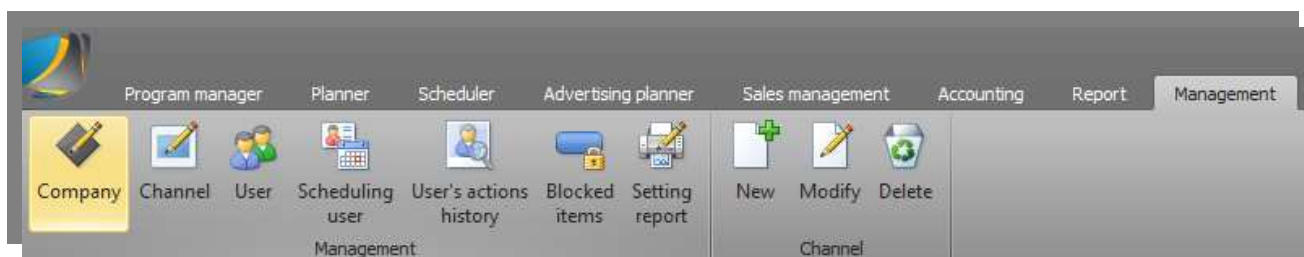 Program manager Planner Scheduler Advertising planner Sales management Accounting Report Management
Company Channel User Scheduling User's actions Blocked Setting New Modify Delete
user history items report
Management Channel